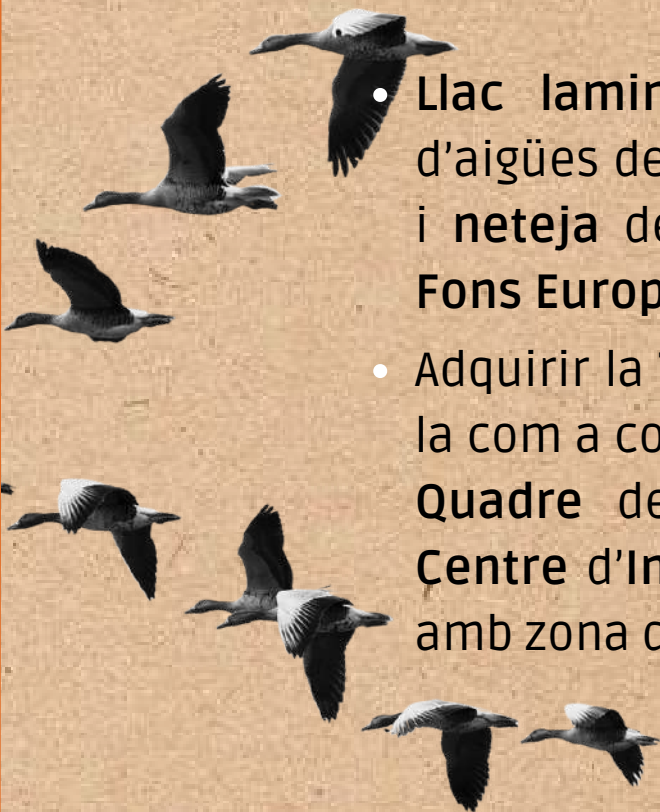 • Llac lamin
d'aigües de
i neteja de
Fons Europ
• Adquirir la
la com a co
Quadre de
Centre d'In
amb zona c